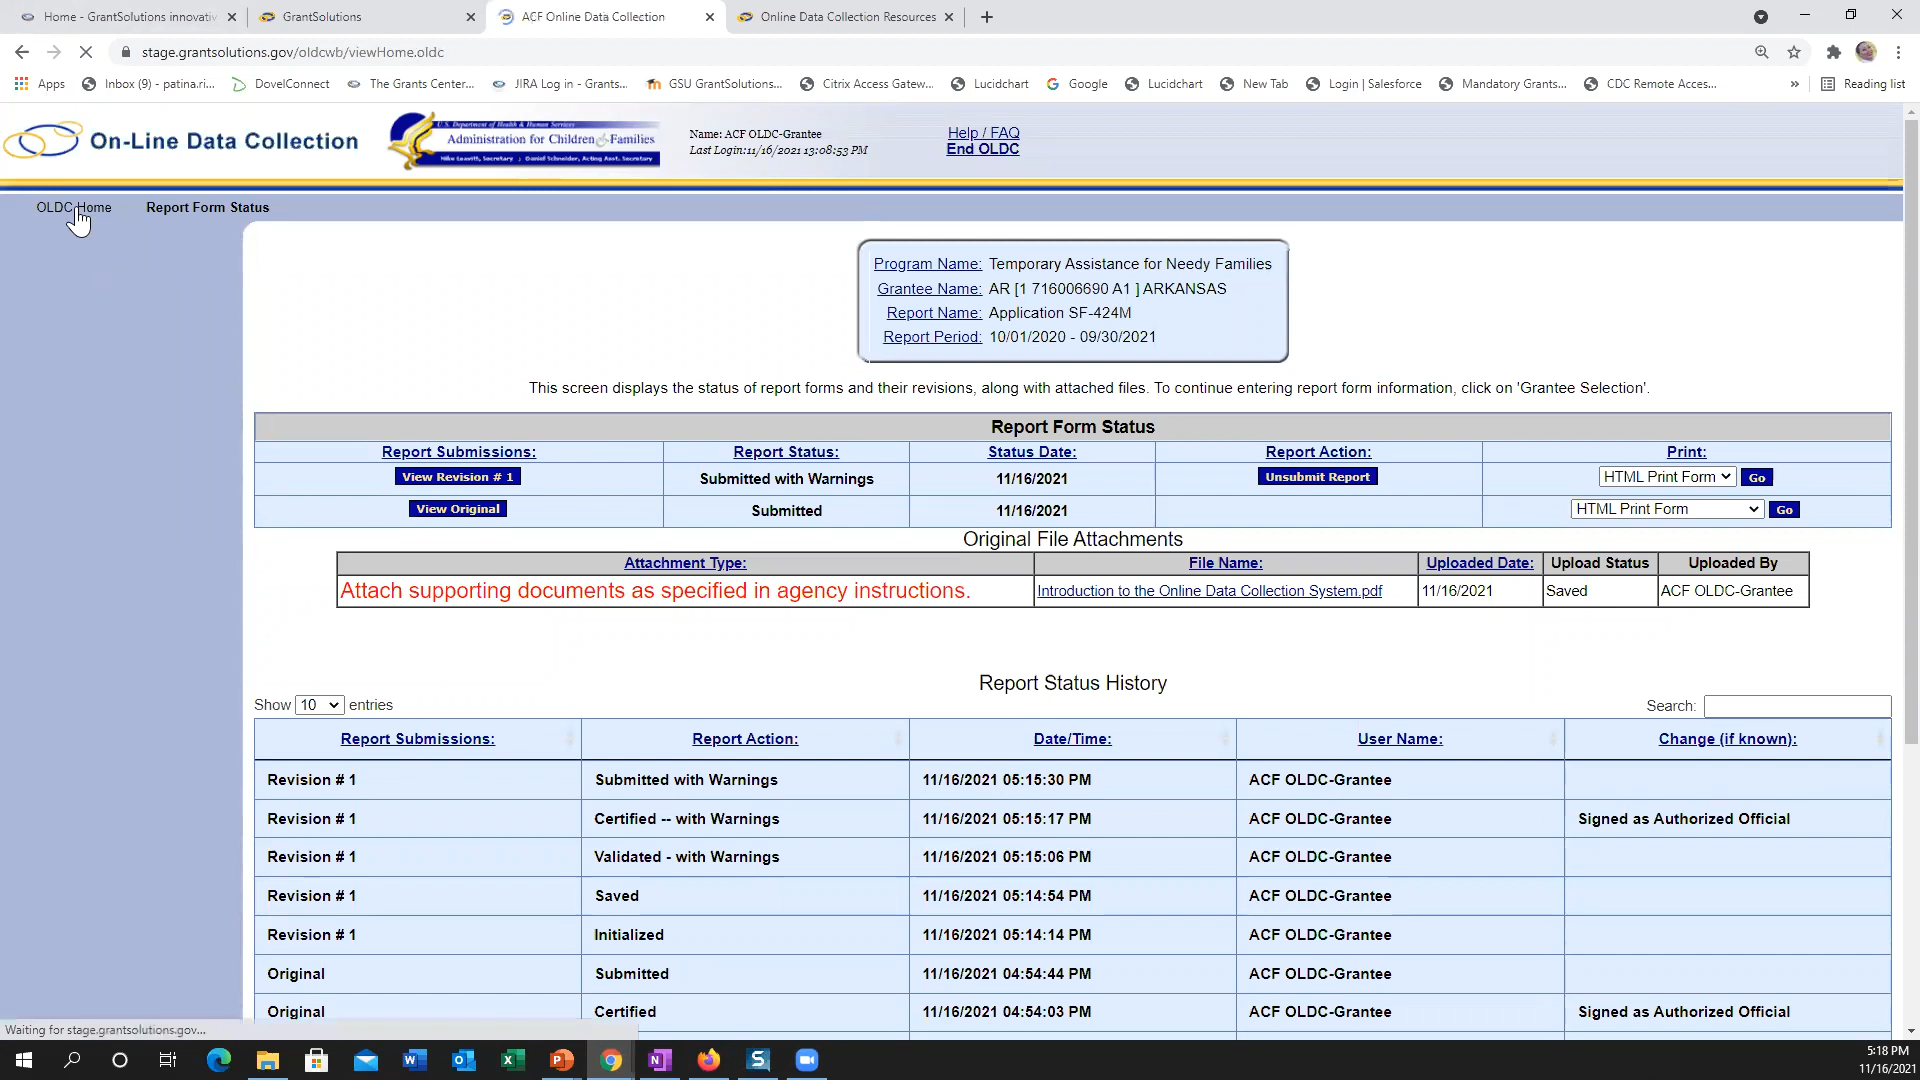 Home - GrantSolutions innovativ
GrantSolutions
ACF Online Data Collection
Online Data Collection Resources
stage.grantsolutions.gov/oldcwb/viewHome.oldc
Apps
Inbox (9) - patina.ri...
DovelConnect
The Grants Center...
JIRA Log in - Grants...
GSU GrantSolutions...
Citrix Access Gatew...
Lucidchart
Google
Lucidchart
New Tab
Login | Salesforce
Mandatory Grants...
CDC Remote Acces...
»
Reading list
On-Line Data Collection
U.S. Department of Health & Human Services
Administration for Children & Families
Mike Leavitt, Secretary ; Daniel Schneider, Acting Asst. Secretary
Name: ACF OLDC-Grantee
Last Login:11/16/2021 13:08:53 PM
Help / FAQ
End OLDC
OLDC Home
Report Form Status
Program Name: Temporary Assistance for Needy Families
Grantee Name: AR [1 716006690 A1 ] ARKANSAS
Report Name: Application SF-424M
Report Period: 10/01/2020 - 09/30/2021
This screen displays the status of report forms and their revisions, along with attached files. To continue entering report form information, click on 'Grantee Selection'.
Report Form Status
Report Submissions: Report Status: Status Date: Report Action: Print:
View Revision # 1 Submitted with Warnings 11/16/2021 Unsubmit Report HTML Print Form Go
View Original Submitted 11/16/2021 HTML Print Form Go
Original File Attachments
Attachment Type: File Name: Uploaded Date: Upload Status Uploaded By
Attach supporting documents as specified in agency instructions. Introduction to the Online Data Collection System.pdf 11/16/2021 Saved ACF OLDC-Grantee
Report Status History
Show 10 entries
Search:
Report Submissions: Report Action: Date/Time: User Name: Change (if known):
Revision # 1 Submitted with Warnings 11/16/2021 05:15:30 PM ACF OLDC-Grantee
Revision # 1 Certified -- with Warnings 11/16/2021 05:15:17 PM ACF OLDC-Grantee Signed as Authorized Official
Revision # 1 Validated - with Warnings 11/16/2021 05:15:06 PM ACF OLDC-Grantee
Revision # 1 Saved 11/16/2021 05:14:54 PM ACF OLDC-Grantee
Revision # 1 Initialized 11/16/2021 05:14:14 PM ACF OLDC-Grantee
Original Submitted 11/16/2021 04:54:44 PM ACF OLDC-Grantee
Original Certified 11/16/2021 04:54:03 PM ACF OLDC-Grantee Signed as Authorized Official
Waiting for stage.grantsolutions.gov...
5:18 PM
11/16/2021